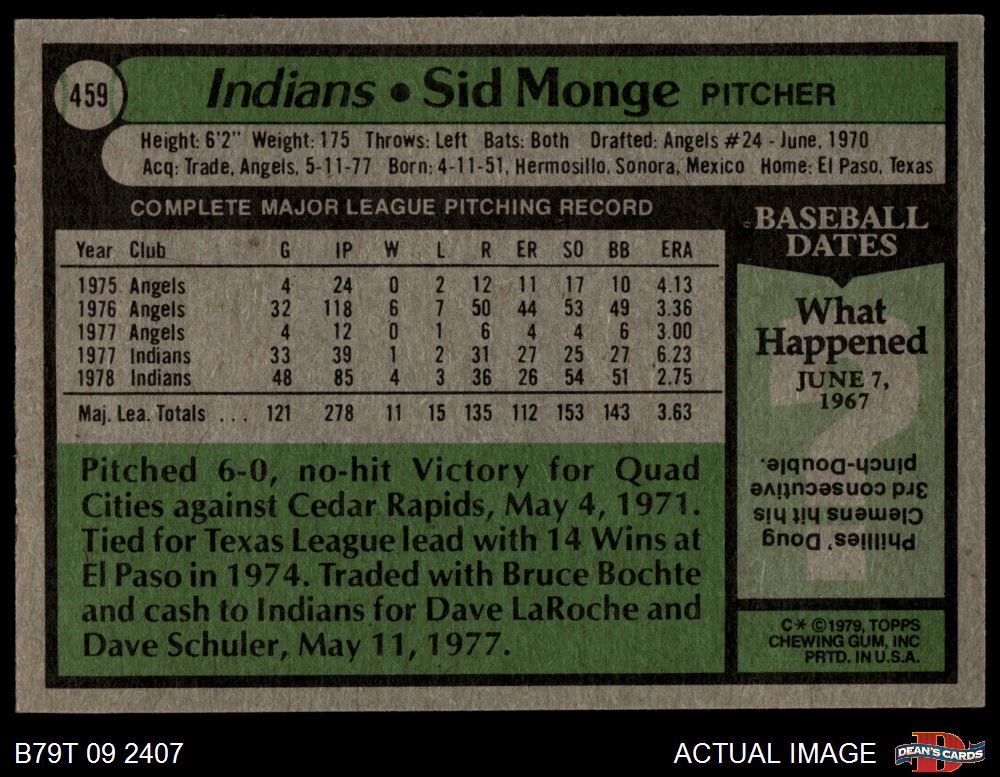 459
Indians • Sid Monge PITCHER
Height: 6'2" Weight: 175 Throws: Left Bats: Both Drafted: Angels #24 - June, 1970
Acq: Trade, Angels, 5-11-77 Born: 4-11-51, Hermosillo, Sonora, Mexico Home: El Paso, Texas
COMPLETE MAJOR LEAGUE PITCHING RECORD
Year Club G IP W L R ER SO BB ERA
1975 Angels 4 24 0 2 12 11 17 10 4.13
1976 Angels 32 118 6 7 50 44 53 49 3.36
1977 Angels 4 12 0 1 6 4 4 6 3.00
1977 Indians 33 39 1 2 31 27 25 27 6.23
1978 Indians 48 85 4 3 36 26 54 51 2.75
Maj. Lea. Totals ... 121 278 11 15 135 112 153 143 3.63
Pitched 6-0, no-hit Victory for Quad
Cities against Cedar Rapids, May 4, 1971.
Tied for Texas League lead with 14 Wins at
El Paso in 1974. Traded with Bruce Bochte
and cash to Indians for Dave LaRoche and
Dave Schuler, May 11, 1977.
BASEBALL
DATES
What
Happened
JUNE 7,
1967
?
Phillies' Doug
Clemens hit his
3rd consecutive
pinch-Double.
C* ©1979, TOPPS
CHEWING GUM, INC
PRTD. IN U.S.A.
B79T 09 2407
ACTUAL IMAGE
D
DEAN'S CARDS